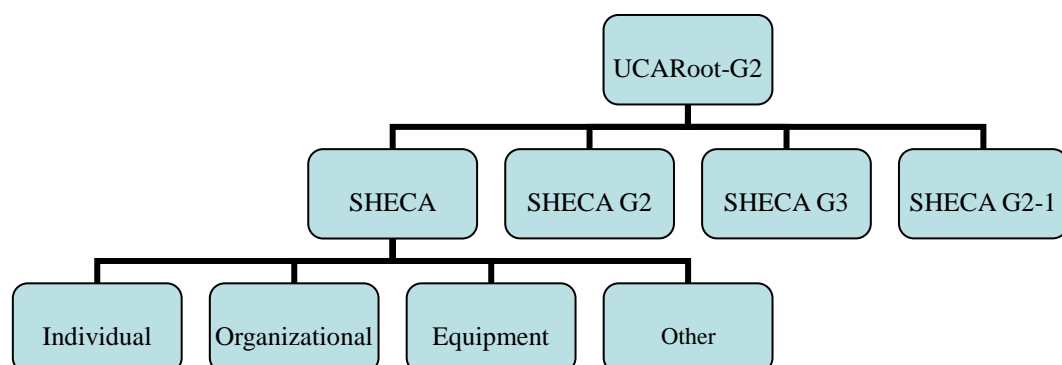 UCARoot-G2
SHECA
SHECA G2
SHECA G3
SHECA G2-1
Individual
Organizational
Equipment
Other